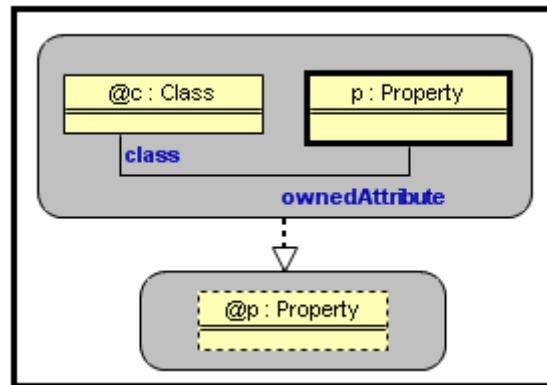 @c : Class
p : Property
class
ownedAttribute
@p : Property